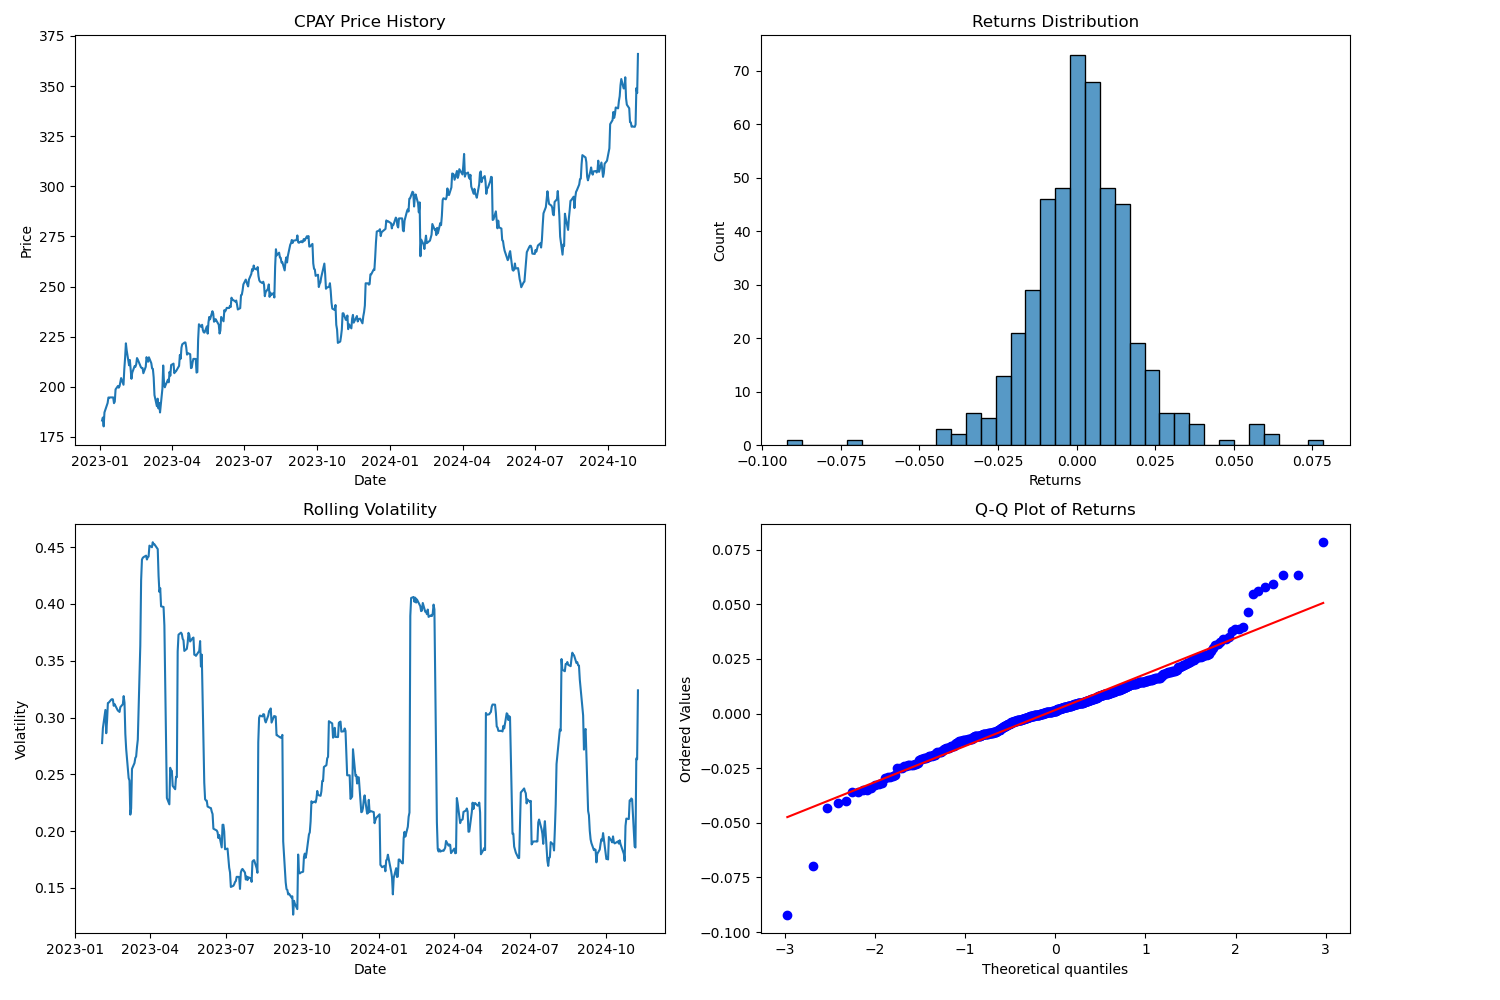 CPAY Price History
375
350
325
300
275
250
225
200
175
Price
2023-01 2023-04 2023-07 2023-10 2024-01 2024-04 2024-07 2024-10
Date
Returns Distribution
70
60
50
40
30
20
10
0
Count
−0.100 −0.075 −0.050 −0.025 0.000 0.025 0.050 0.075
Returns
Rolling Volatility
0.45
0.40
0.35
0.30
0.25
0.20
0.15
Volatility
2023-01 2023-04 2023-07 2023-10 2024-01 2024-04 2024-07 2024-10
Date
Q-Q Plot of Returns
0.075
0.050
0.025
0.000
−0.025
−0.050
−0.075
−0.100
Ordered Values
−3 −2 −1 0 1 2 3
Theoretical quantiles